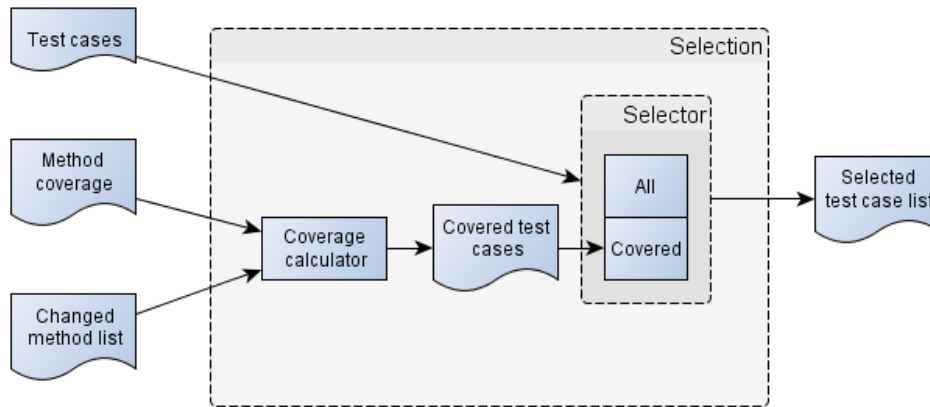 Test cases
Selection
Selector
Method
coverage
All
Selected
test case list
Coverage
calculator
Covered test
cases
Covered
Changed
method list